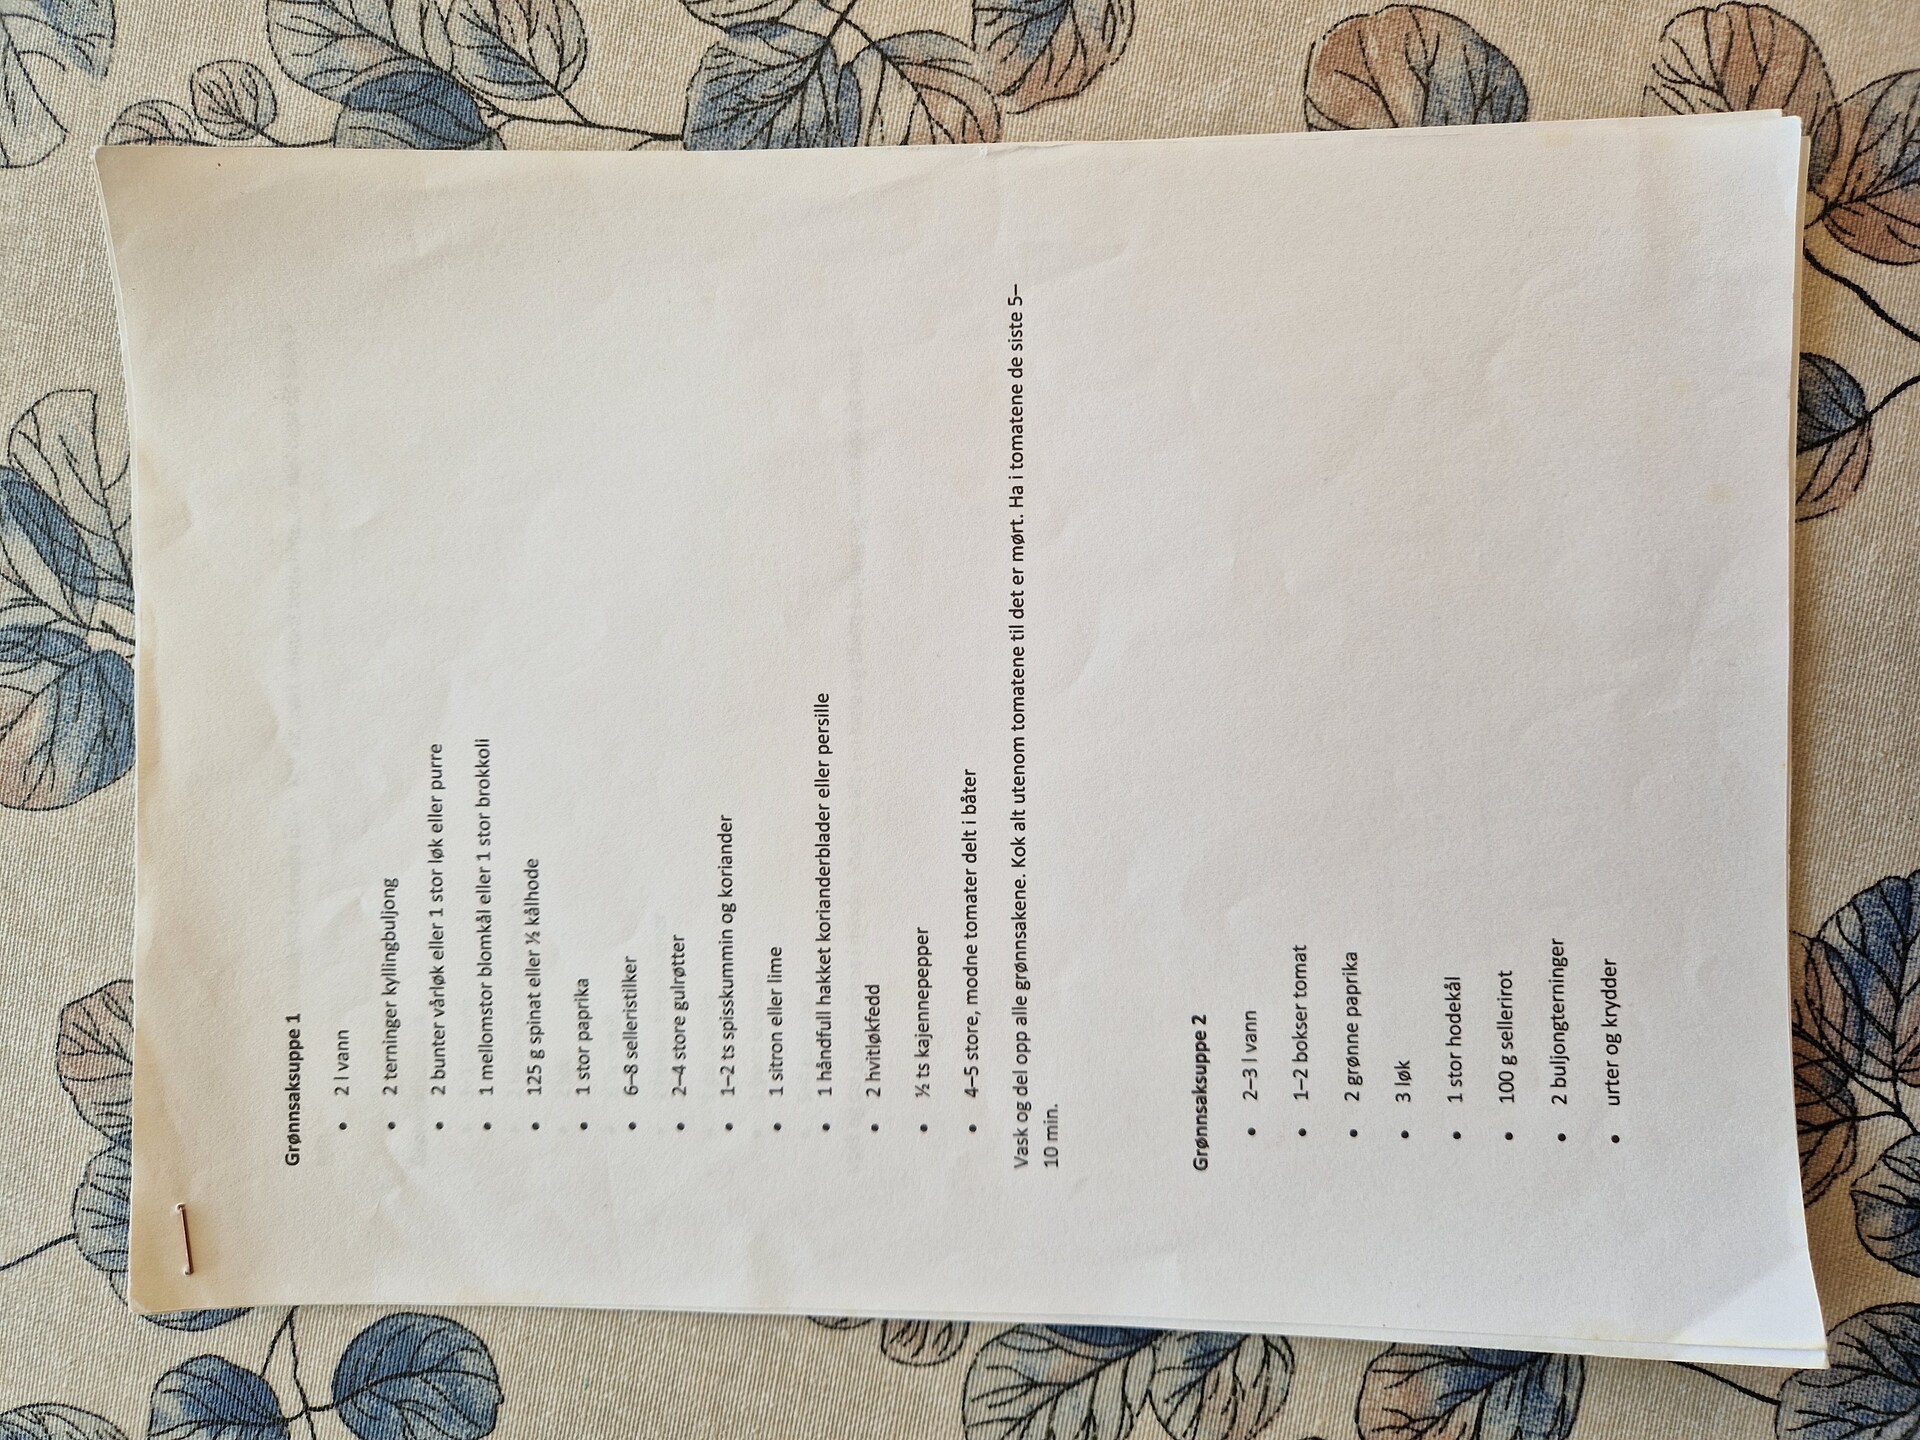 Grønnsaksuppe 1
• 2 l vann
• 2 terninger kyllingbuljong
• 2 bunter vårløk eller 1 stor løk eller purre
• 1 mellomstor blomkål eller 1 stor brokkoli
• 125 g spinat eller ½ kålhode
• 1 stor paprika
• 6–8 selleristilker
• 2–4 store gulrøtter
• 1–2 ts spisskummin og koriander
• 1 sitron eller lime
• 1 håndfull hakket korianderblader eller persille
• 2 hvitløkfedd
• ½ ts kajennepepper
• 4–5 store, modne tomater delt i båter
Vask og del opp alle grønnsakene. Kok alt utenom tomatene til det er mørt. Ha i tomatene de siste 5–
10 min.
Grønnsaksuppe 2
• 2–3 l vann
• 1–2 bokser tomat
• 2 grønne paprika
• 3 løk
• 1 stor hodekål
• 100 g sellerirot
• 2 buljongterninger
• urter og krydder